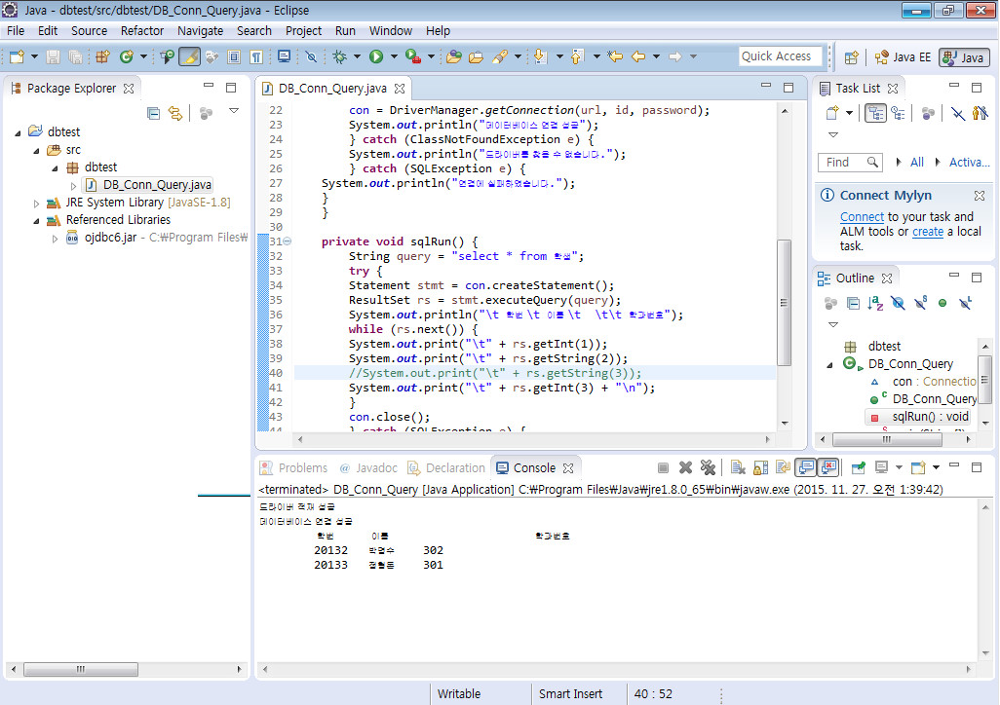 Java - dbtest/src/dbtest/DB_Conn_Query.java - Eclipse
File Edit Source Refactor Navigate Search Project Run Window Help
Quick Access
Java EE
Java
Package Explorer
dbtest
src
dbtest
DB_Conn_Query.java
JRE System Library [JavaSE-1.8]
Referenced Libraries
ojdbc6.jar - C:₩Program Files₩
DB_Conn_Query.java
22 con = DriverManager.getConnection(url, id, password);
23 System.out.println("데이터베이스 연결 성공");
24 } catch (ClassNotFoundException e) {
25 System.out.println("드라이버를 찾을 수 없습니다.");
26 } catch (SQLException e) {
27 System.out.println("연결에 실패하였습니다.");
28 }
29 }
30
31 private void sqlRun() {
32 String query = "select * from 학생";
33 try {
34 Statement stmt = con.createStatement();
35 ResultSet rs = stmt.executeQuery(query);
36 System.out.println("\t 학번 \t 이름 \t  \t\t 학과번호");
37 while (rs.next()) {
38 System.out.print("\t" + rs.getInt(1));
39 System.out.print("\t" + rs.getString(2));
40 //System.out.print("\t" + rs.getString(3));
41 System.out.print("\t" + rs.getInt(3) + "\n");
42 }
43 con.close();
44 } catch (SQLException e) {
Task List
Find
All
Activa...
Connect Mylyn
Connect to your task and
ALM tools or create a local
task.
Outline
dbtest
DB_Conn_Query
con : Connectio
DB_Conn_Query
sqlRun() : void
Problems @ Javadoc Declaration Console
<terminated> DB_Conn_Query [Java Application] C:₩Program Files₩Java₩jre1.8.0_65₩bin₩javaw.exe (2015. 11. 27. 오전 1:39:42)
드라이버 적재 성공
데이터베이스 연결 성공
학번 이름 학과번호
20132 박명수 302
20133 정형돈 301
Writable
Smart Insert
40 : 52